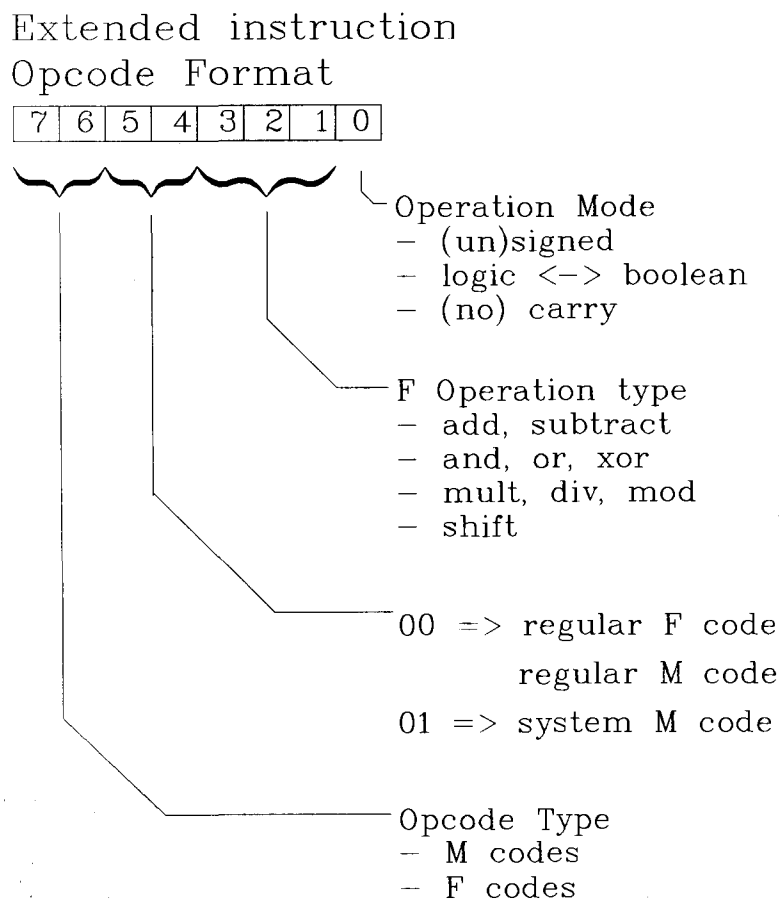 Extended instruction
Opcode Format
7 6 5 4 3 2 1 0
Operation Mode
- (un)signed
- logic <-> boolean
- (no) carry
F Operation type
- add, subtract
- and, or, xor
- mult, div, mod
- shift
00 => regular F code
regular M code
01 => system M code
Opcode Type
- M codes
- F codes